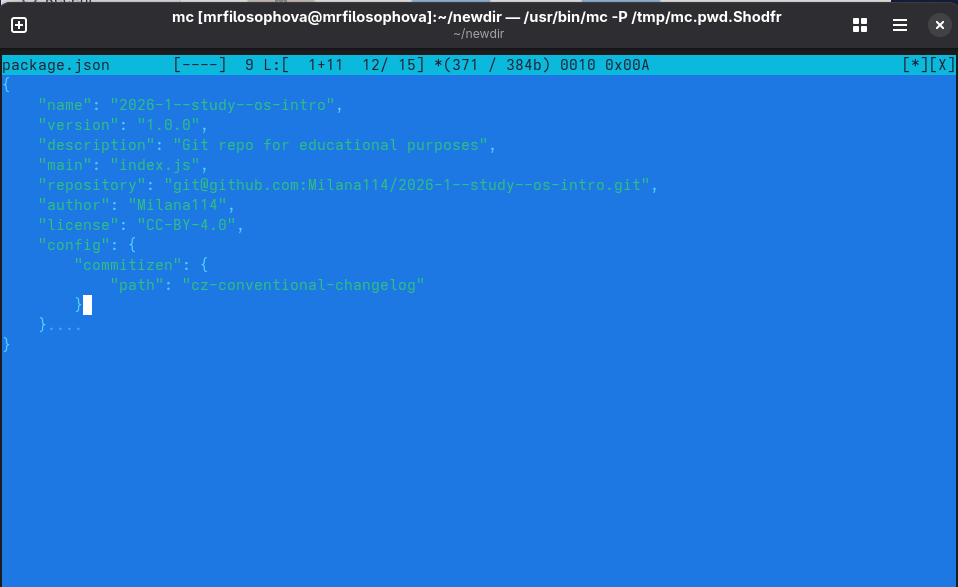 mc [mrfilosophova@mrfilosophova]:~/newdir — /usr/bin/mc -P /tmp/mc.pwd.Shodfr
~/newdir
package.json       [----]  9 L:[  1+11  12/ 15] *(371 / 384b) 0010 0x00A                            [*][X]
{
    "name": "2026-1--study--os-intro",
    "version": "1.0.0",
    "description": "Git repo for educational purposes",
    "main": "index.js",
    "repository": "git@github.com:Milana114/2026-1--study--os-intro.git",
    "author": "Milana114",
    "license": "CC-BY-4.0",
    "config": {
        "commitizen": {
            "path": "cz-conventional-changelog"
        }
    }....
}